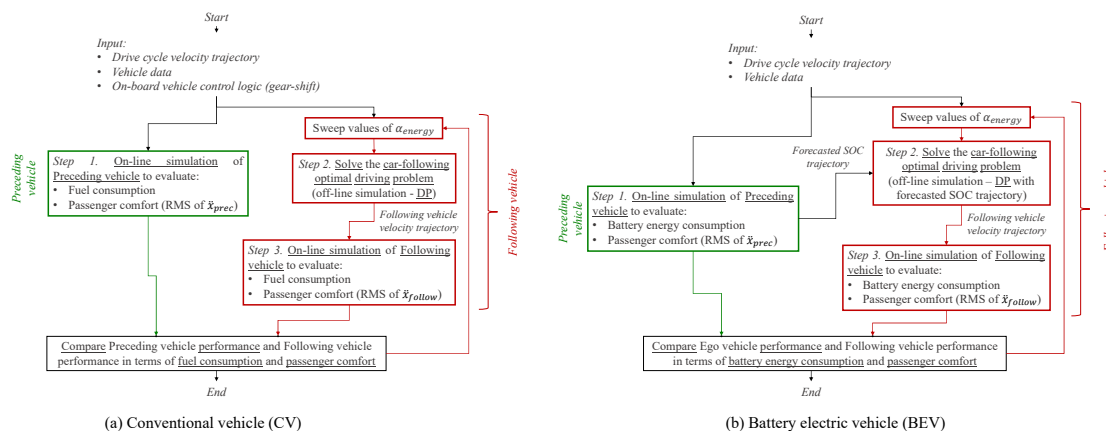 Start
Input:
• Drive cycle velocity trajectory
• Vehicle data
• On-board vehicle control logic (gear-shift)
Sweep values of α_energy
Preceding vehicle
Step 1. On-line simulation of
Preceding vehicle to evaluate:
• Fuel consumption
• Passenger comfort (RMS of ẍ_prec)
Step 2. Solve the car-following
optimal driving problem
(off-line simulation - DP)
Following vehicle
velocity trajectory
Step 3. On-line simulation of Following
vehicle to evaluate:
• Fuel consumption
• Passenger comfort (RMS of ẍ_follow)
Following vehicle
Compare Preceding vehicle performance and Following vehicle
performance in terms of fuel consumption and passenger comfort
End
(a) Conventional vehicle (CV)
Start
Input:
• Drive cycle velocity trajectory
• Vehicle data
Sweep values of α_energy
Forecasted SOC
trajectory
Preceding
vehicle
Step 1. On-line simulation of Preceding
vehicle to evaluate:
• Battery energy consumption
• Passenger comfort (RMS of ẍ_prec)
Step 2. Solve the car-following
optimal driving problem
(off-line simulation – DP with
forecasted SOC trajectory)
Following vehicle
velocity trajectory
Step 3. On-line simulation of Following
vehicle to evaluate:
• Battery energy consumption
• Passenger comfort (RMS of ẍ_follow)
Compare Ego vehicle performance and Following vehicle performance
in terms of battery energy consumption and passenger comfort
End
(b) Battery electric vehicle (BEV)